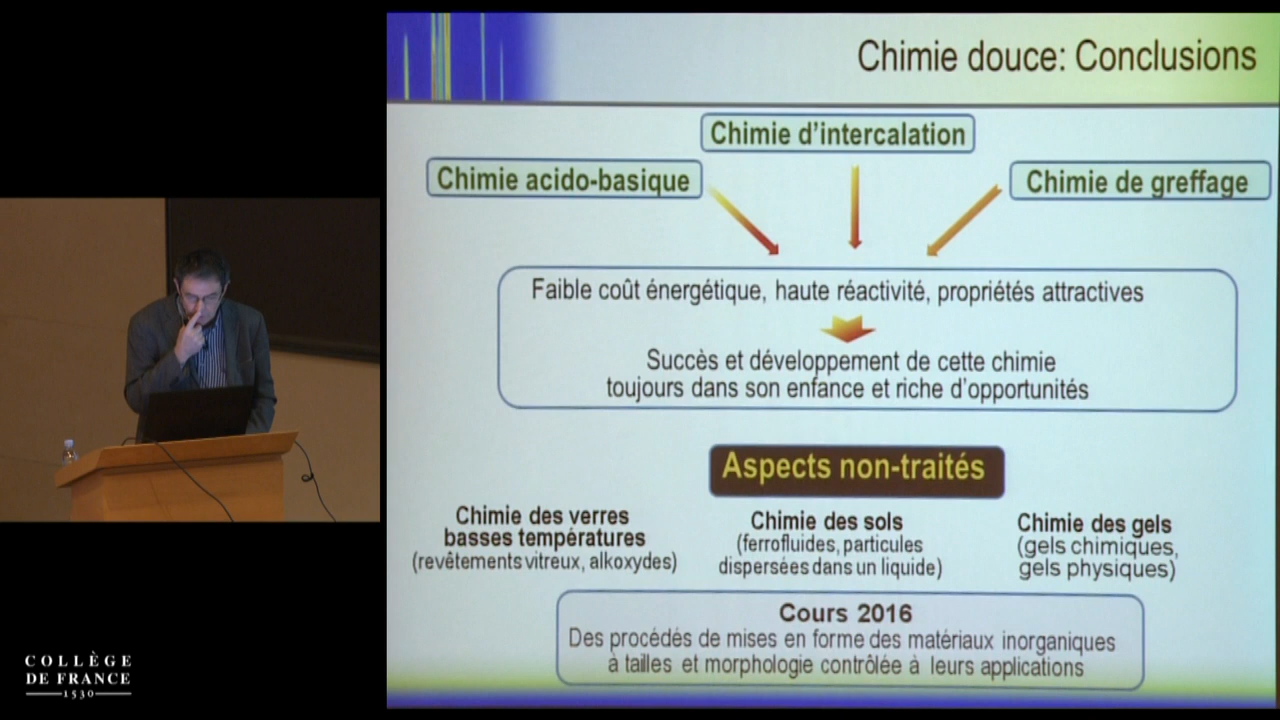 Chimie douce: Conclusions
Chimie d'intercalation
Chimie acido-basique
Chimie de greffage
Faible coût énergétique, haute réactivité, propriétés attractives
Succès et développement de cette chimie
toujours dans son enfance et riche d'opportunités
Aspects non-traités
Chimie des verres
basses températures
(revêtements vitreux, alkoxydes)
Chimie des sols
(ferrofluides, particules
dispersées dans un liquide)
Chimie des gels
(gels chimiques,
gels physiques)
Cours 2016
Des procédés de mises en forme des matériaux inorganiques
à tailles et morphologie contrôlée à leurs applications
COLLÈGE
DE FRANCE
1530